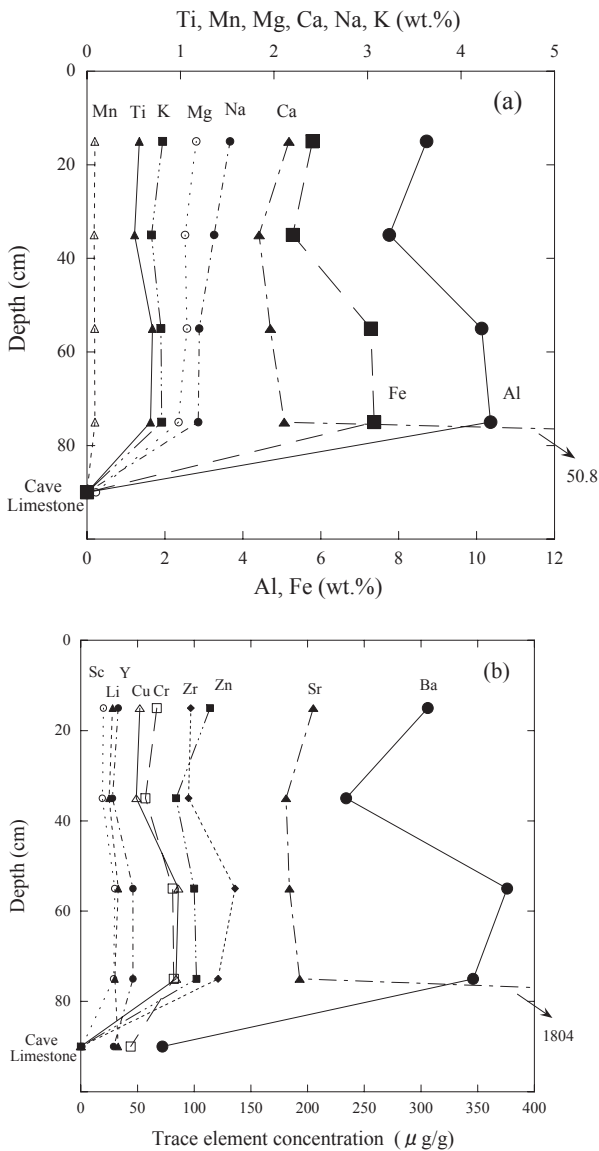 Ti, Mn, Mg, Ca, Na, K (wt.%)
0 1 2 3 4 5
(a)
Mn Ti K Mg Na Ca
0
20
40
60
80
Depth (cm)
Fe Al
50.8
Cave
Limestone
0 2 4 6 8 10 12
Al, Fe (wt.%)
0
20
40
60
80
Depth (cm)
(b)
Sc Li Y Cu Cr Zr Zn Sr Ba
1804
Cave
Limestone
0 50 100 150 200 250 300 350 400
Trace element concentration ( μ g/g)